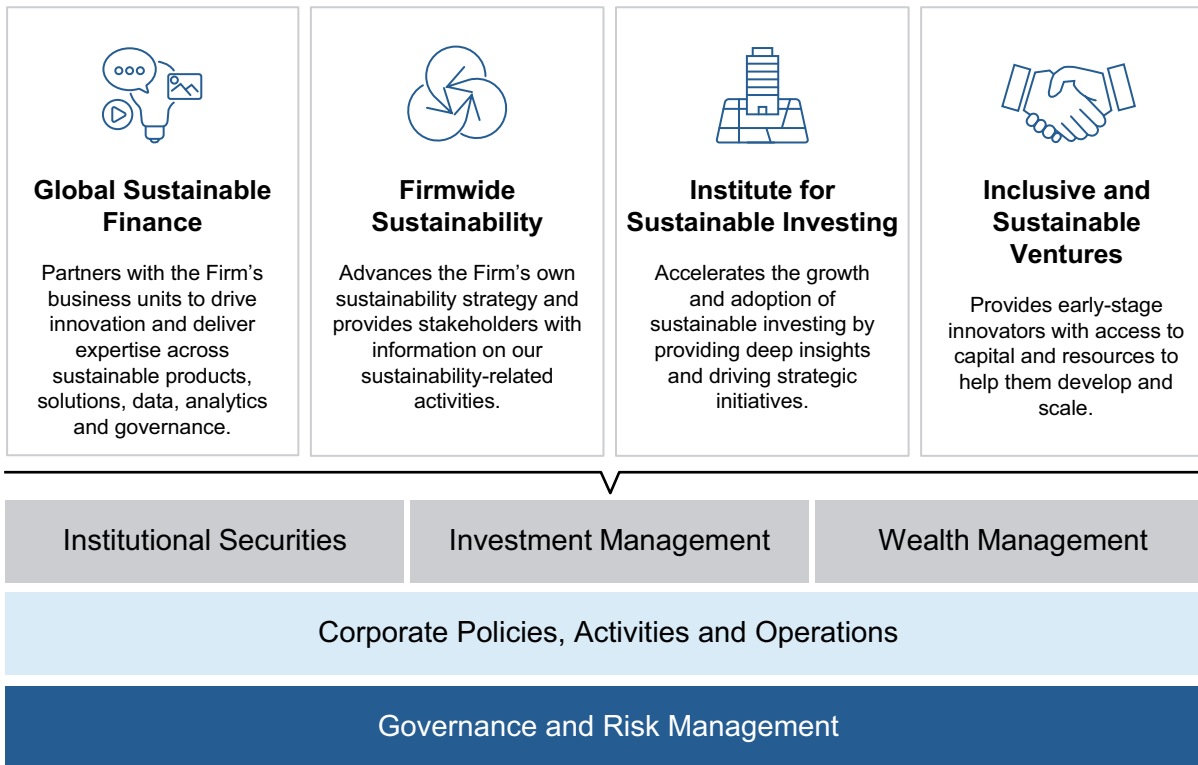 Global Sustainable
Finance
Partners with the Firm’s
business units to drive
innovation and deliver
expertise across
sustainable products,
solutions, data, analytics
and governance.
Firmwide
Sustainability
Advances the Firm’s own
sustainability strategy and
provides stakeholders with
information on our
sustainability-related
activities.
Institute for
Sustainable Investing
Accelerates the growth
and adoption of
sustainable investing by
providing deep insights
and driving strategic
initiatives.
Inclusive and
Sustainable
Ventures
Provides early-stage
innovators with access to
capital and resources to
help them develop and
scale.
Institutional Securities
Investment Management
Wealth Management
Corporate Policies, Activities and Operations
Governance and Risk Management